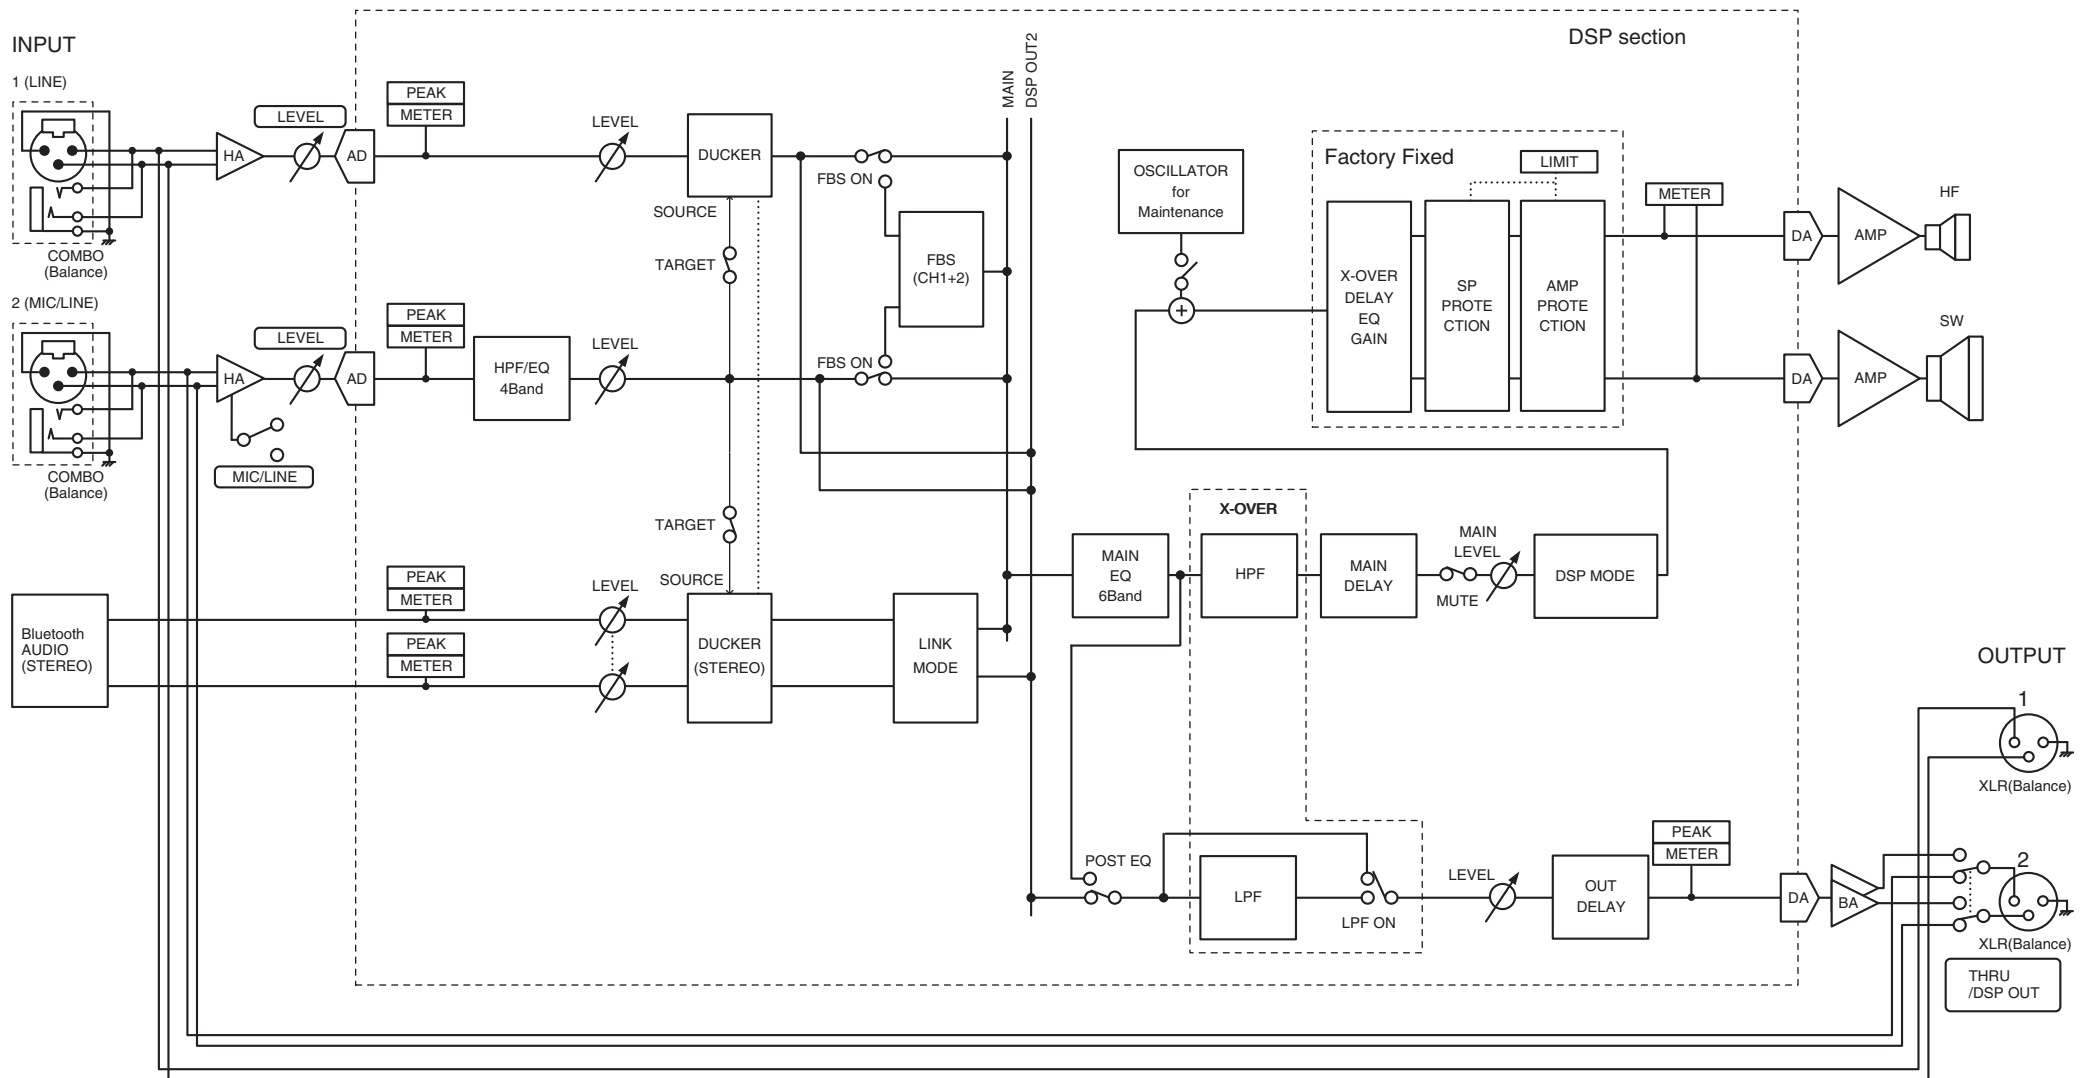 INPUT
1 (LINE)
COMBO
(Balance)
2 (MIC/LINE)
COMBO
(Balance)
HA
LEVEL
AD
HA
LEVEL
AD
MIC/LINE
Bluetooth
AUDIO
(STEREO)
DSP section
PEAK
METER
LEVEL
DUCKER
SOURCE
TARGET
FBS ON
FBS
(CH1+2)
FBS ON
MAIN
DSP OUT2
PEAK
METER
HPF/EQ
4Band
LEVEL
TARGET
SOURCE
PEAK
METER
PEAK
METER
LEVEL
DUCKER
(STEREO)
LINK
MODE
OSCILLATOR
for
Maintenance
+
Factory Fixed
LIMIT
X-OVER
DELAY
EQ
GAIN
SP
PROTE
CTION
AMP
PROTE
CTION
METER
DA
AMP
HF
DA
AMP
SW
MAIN
EQ
6Band
X-OVER
HPF
MAIN
DELAY
MAIN
LEVEL
MUTE
DSP MODE
POST EQ
LPF
LPF ON
LEVEL
OUT
DELAY
PEAK
METER
DA
BA
OUTPUT
1
XLR(Balance)
2
XLR(Balance)
THRU
/DSP OUT